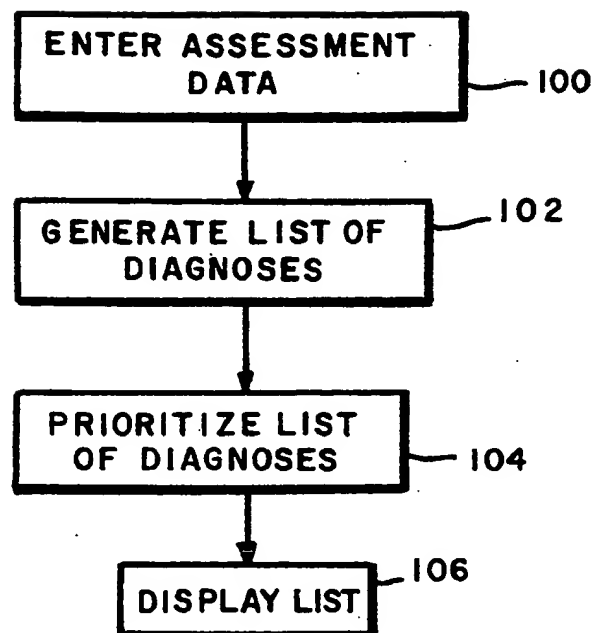 ENTER ASSESSMENT
DATA
100
GENERATE LIST OF
DIAGNOSES
102
PRIORITIZE LIST
OF DIAGNOSES
104
DISPLAY LIST
106